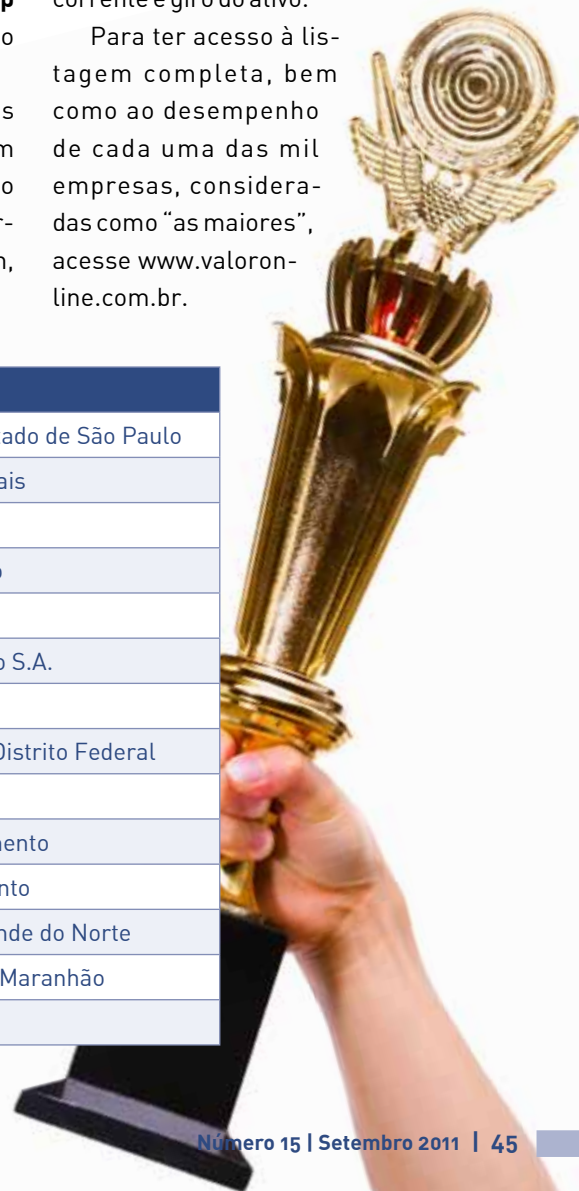 corrente e giro do ativo.
Para ter acesso à lis-
tagem completa, bem
como ao desempenho
de cada uma das mil
empresas, considera-
das como “as maiores”,
acesse www.valoron-
line.com.br.
tado de São Paulo
ais
o
o S.A.
Distrito Federal
mento
nto
nde do Norte
Maranhão
Número 15 | Setembro 2011 | 45